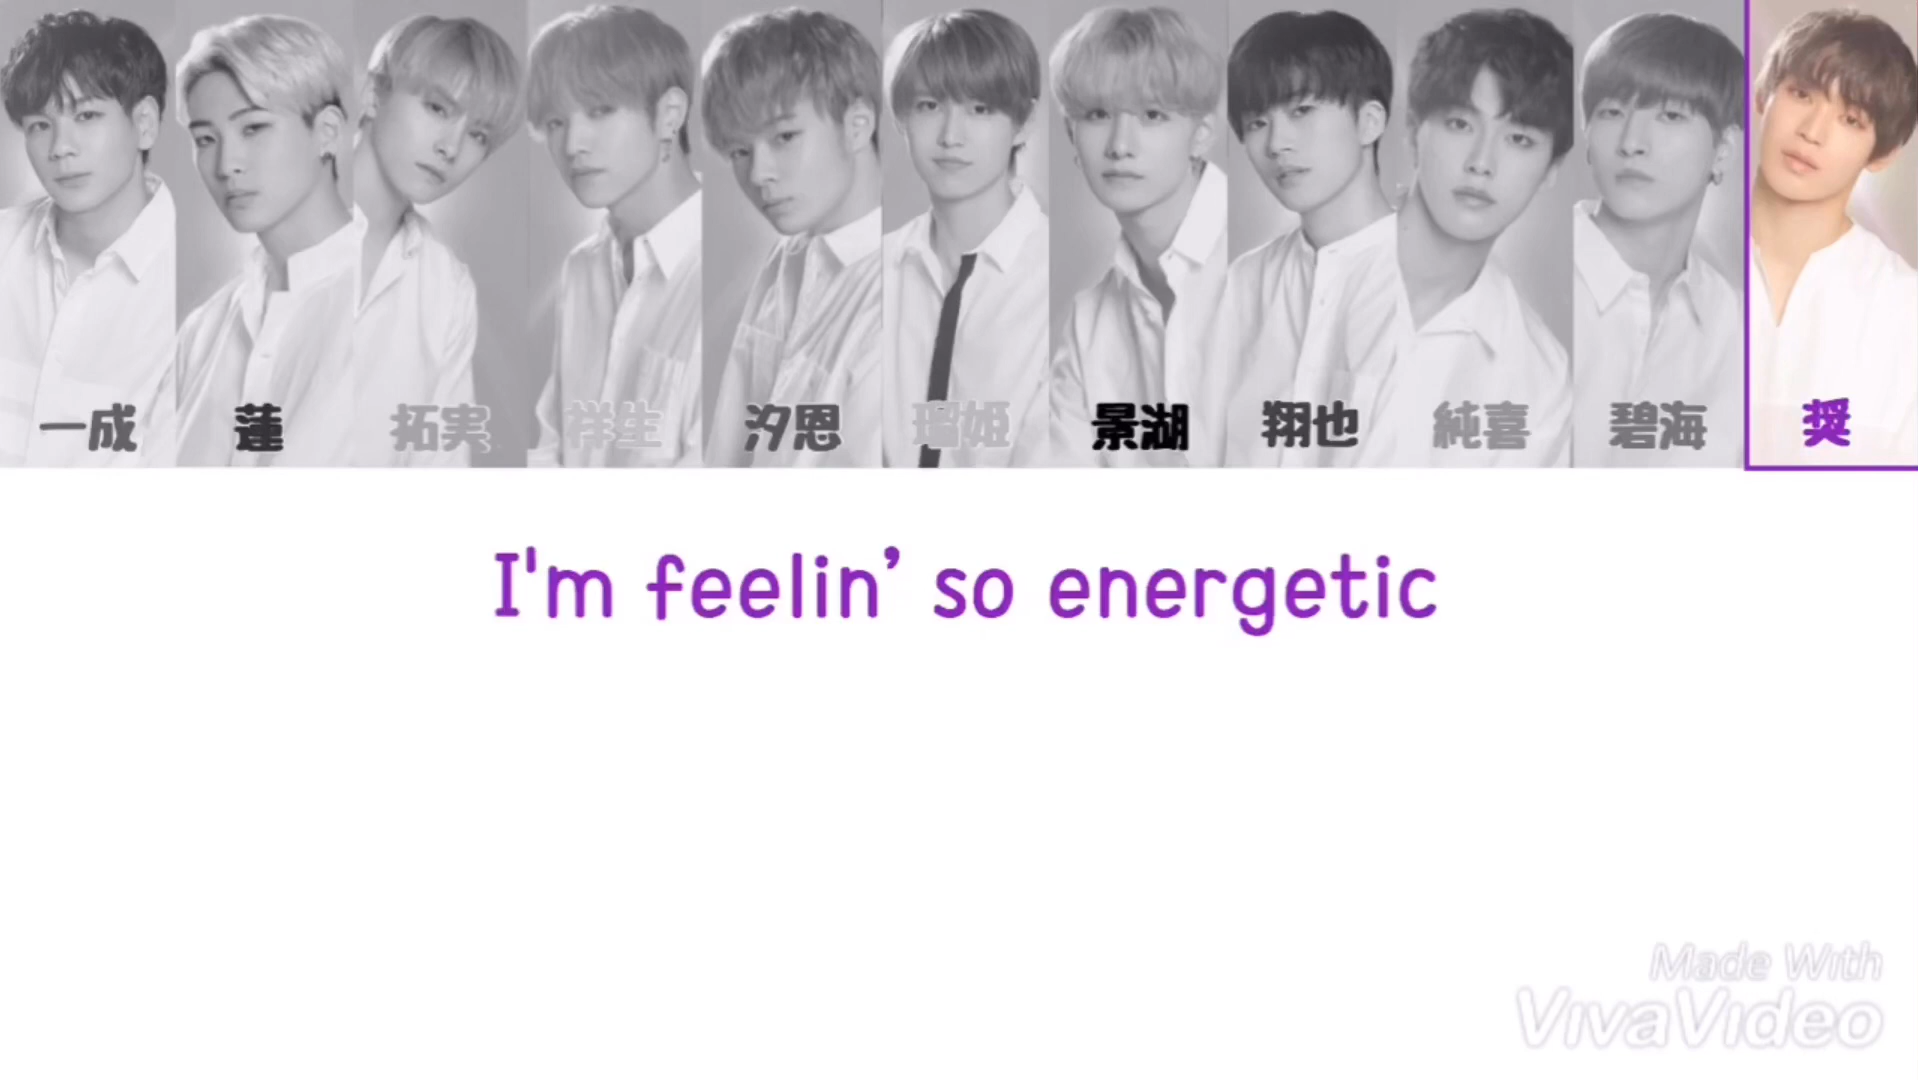 一成 蓮 拓実 祥生 汐恩 瑠姫 景湖 翔也 純喜 碧海 奨
I'm feelin’ so energetic
Made With
VivaVideo